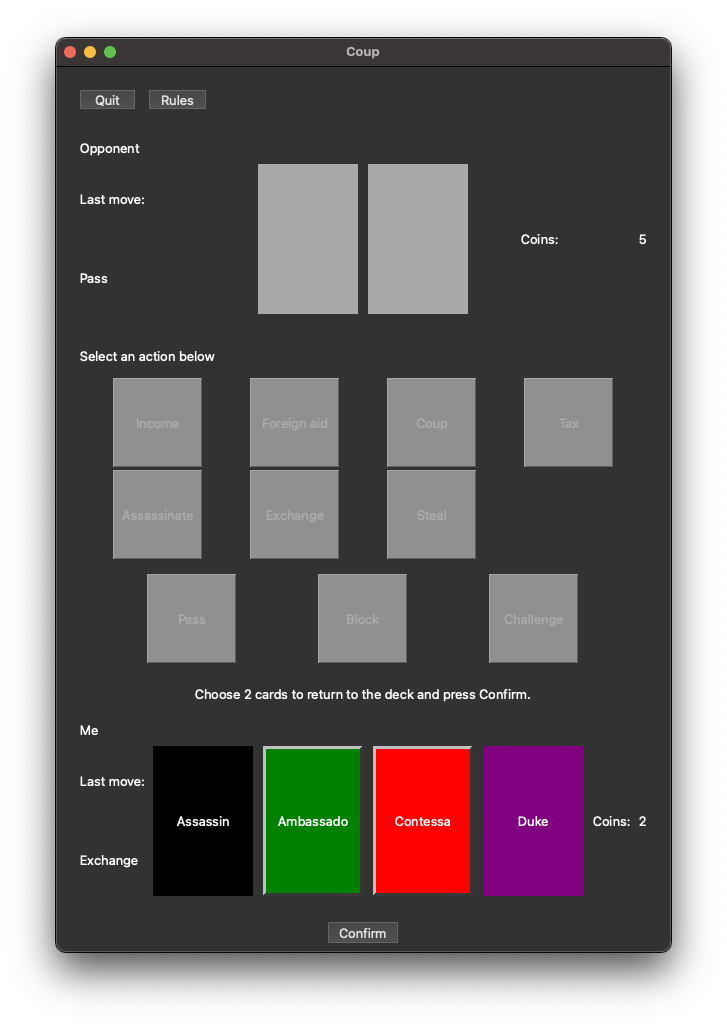 Coup
Quit Rules
Opponent
Last move:
Coins: 5
Pass
Select an action below
Income Foreign aid Coup Tax
Assassinate Exchange Steal
Pass Block Challenge
Choose 2 cards to return to the deck and press Confirm.
Me
Last move:
Assassin Ambassado Contessa Duke Coins: 2
Exchange
Confirm